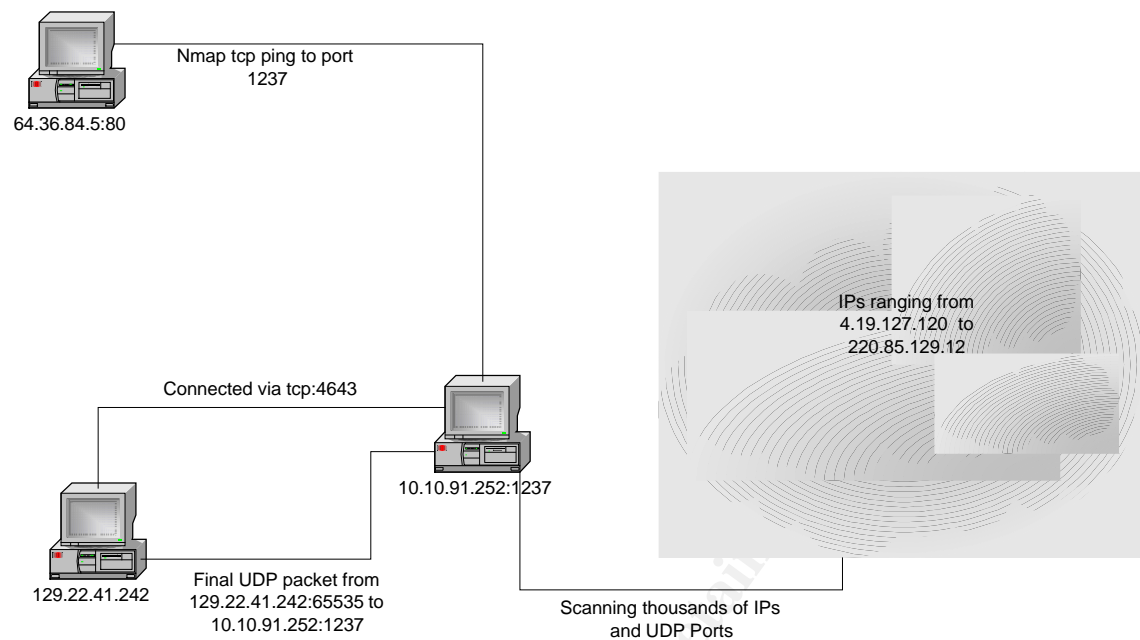 Nmap tcp ping to port
1237
64.36.84.5:80
IPs ranging from
4.19.127.120 to
220.85.129.12
Connected via tcp:4643
10.10.91.252:1237
129.22.41.242
Final UDP packet from
129.22.41.242:65535 to
10.10.91.252:1237
Scanning thousands of IPs
and UDP Ports